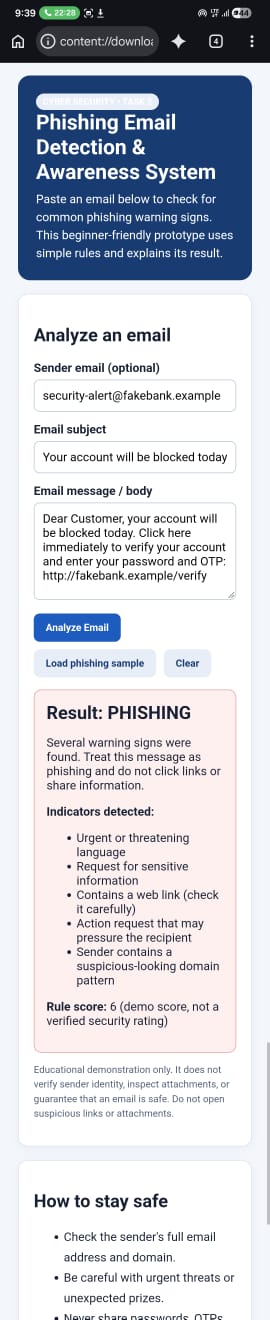 9:39
22:28
44
content://downloa
4
CYBER SECURITY • TASK 2
Phishing Email
Detection &
Awareness System
Paste an email below to check for
common phishing warning signs.
This beginner-friendly prototype uses
simple rules and explains its result.
Analyze an email
Sender email (optional)
security-alert@fakebank.example
Email subject
Your account will be blocked today
Email message / body
Dear Customer, your account will
be blocked today. Click here
immediately to verify your account
and enter your password and OTP:
http://fakebank.example/verify
Analyze Email
Load phishing sample
Clear
Result: PHISHING
Several warning signs were
found. Treat this message as
phishing and do not click links or
share information.
Indicators detected:
• Urgent or threatening
language
• Request for sensitive
information
• Contains a web link (check
it carefully)
• Action request that may
pressure the recipient
• Sender contains a
suspicious-looking domain
pattern
Rule score: 6 (demo score, not a
verified security rating)
Educational demonstration only. It does not
verify sender identity, inspect attachments, or
guarantee that an email is safe. Do not open
suspicious links or attachments.
How to stay safe
• Check the sender's full email
address and domain.
• Be careful with urgent threats or
unexpected prizes.
• Never share passwords, OTPs,